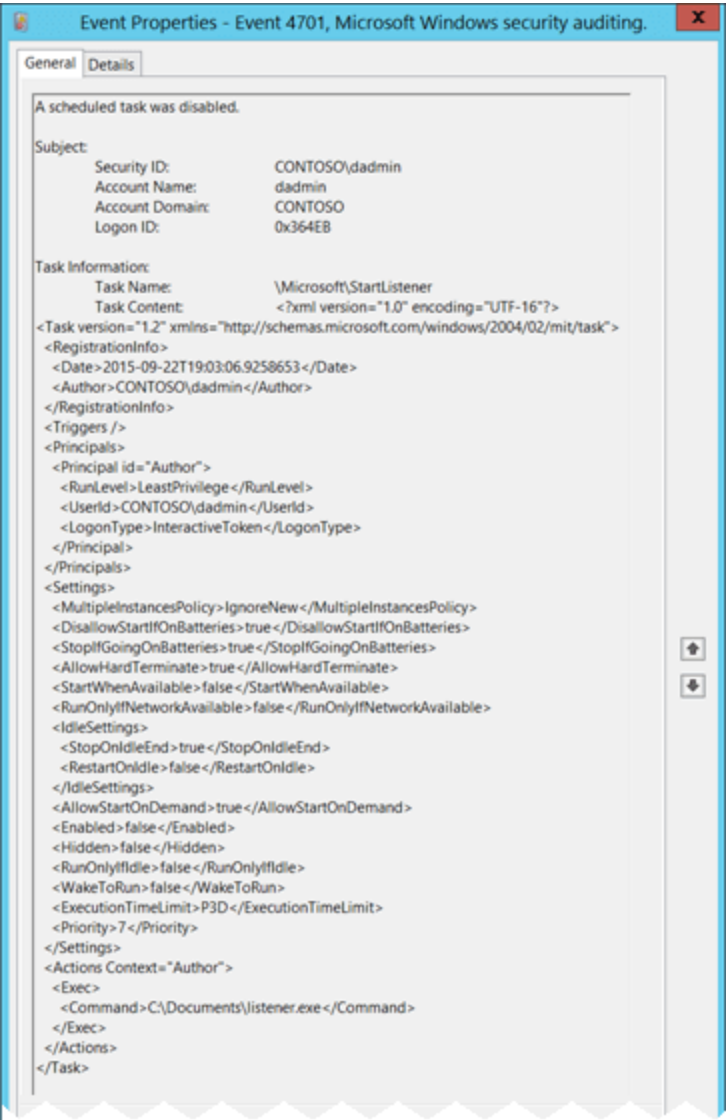 Event Properties - Event 4701, Microsoft Windows security auditing.
x
General Details
A scheduled task was disabled.
Subject:
Security ID: CONTOSO\dadmin
Account Name: dadmin
Account Domain: CONTOSO
Logon ID: 0x364EB
Task Information:
Task Name: \Microsoft\StartListener
Task Content: <?xml version="1.0" encoding="UTF-16"?>
<Task version="1.2" xmlns="http://schemas.microsoft.com/windows/2004/02/mit/task">
<RegistrationInfo>
<Date>2015-09-22T19:03:06.9258653</Date>
<Author>CONTOSO\dadmin</Author>
</RegistrationInfo>
<Triggers />
<Principals>
<Principal id="Author">
<RunLevel>LeastPrivilege</RunLevel>
<UserId>CONTOSO\dadmin</UserId>
<LogonType>InteractiveToken</LogonType>
</Principal>
</Principals>
<Settings>
<MultipleInstancesPolicy>IgnoreNew</MultipleInstancesPolicy>
<DisallowStartIfOnBatteries>true</DisallowStartIfOnBatteries>
<StopIfGoingOnBatteries>true</StopIfGoingOnBatteries>
<AllowHardTerminate>true</AllowHardTerminate>
<StartWhenAvailable>false</StartWhenAvailable>
<RunOnlyIfNetworkAvailable>false</RunOnlyIfNetworkAvailable>
<IdleSettings>
<StopOnIdleEnd>true</StopOnIdleEnd>
<RestartOnIdle>false</RestartOnIdle>
</IdleSettings>
<AllowStartOnDemand>true</AllowStartOnDemand>
<Enabled>false</Enabled>
<Hidden>false</Hidden>
<RunOnlyIfIdle>false</RunOnlyIfIdle>
<WakeToRun>false</WakeToRun>
<ExecutionTimeLimit>P3D</ExecutionTimeLimit>
<Priority>7</Priority>
</Settings>
<Actions Context="Author">
<Exec>
<Command>C:\Documents\listener.exe</Command>
</Exec>
</Actions>
</Task>